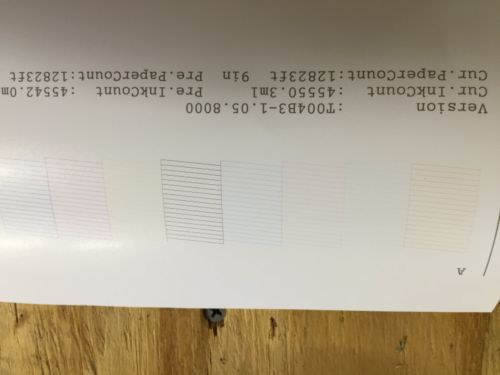 A
Version :T004B3-1.05.8000
Cur.InkCount :45550.3ml Pre.InkCount :45542.0m
Cur.PaperCount:12823ft 9in Pre.PaperCount:12823ft